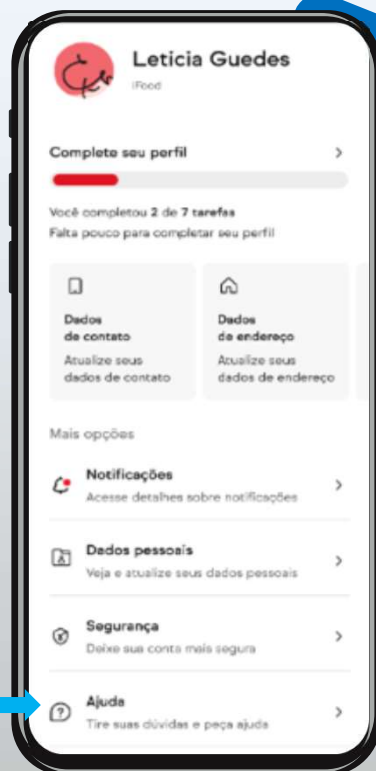 Leticia Guedes
iFood
Complete seu perfil
Você completou 2 de 7 tarefas
Falta pouco para completar seu perfil
Dados
de contato
Atualize seus
dados de contato
Dados
de endereço
Atualize seus
dados de endereço
Mais opções
Notificações
Acesse detalhes sobre notificações
Dados pessoais
Veja e atualize seus dados pessoais
Segurança
Deixe sua conta mais segura
Ajuda
Tire suas dúvidas e peça ajuda